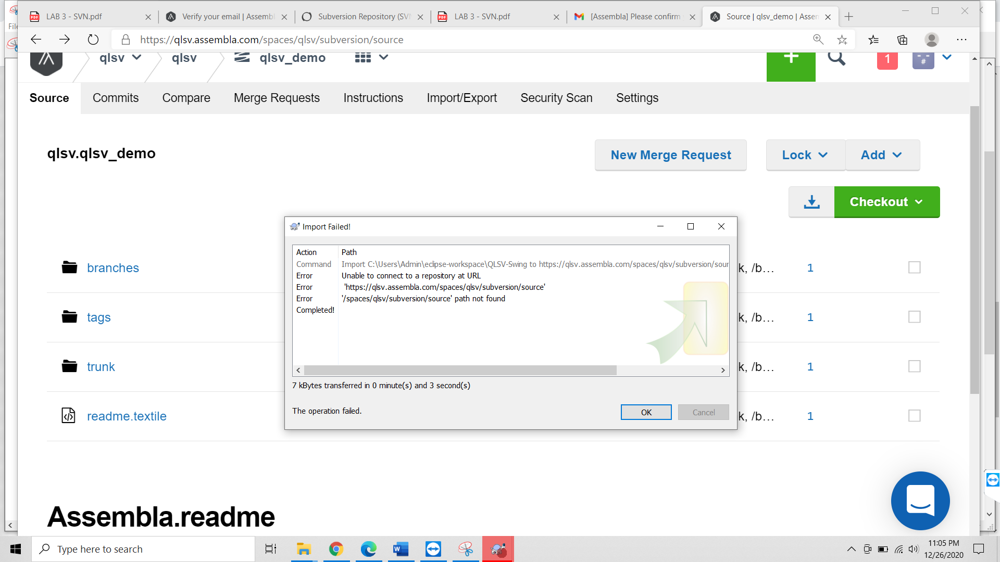 LAB 3 - SVN.pdf
Verify your email | Assembl
Subversion Repository (SV
LAB 3 - SVN.pdf
[Assembla] Please confirm
Source | qlsv_demo | Assem
File
https://qlsv.assembla.com/spaces/qlsv/subversion/source
qlsv
qlsv
qlsv_demo
+
1
#
Source
Commits
Compare
Merge Requests
Instructions
Import/Export
Security Scan
Settings
qlsv.qlsv_demo
New Merge Request
Lock
Add
Checkout
Import Failed!
Action Path
Command Import C:\Users\Admin\eclipse-workspace\QLSV-Swing to https://qlsv.assembla.com/spaces/qlsv/subversion/sour
Error Unable to connect to a repository at URL
Error 'https://qlsv.assembla.com/spaces/qlsv/subversion/source'
Error '/spaces/qlsv/subversion/source' path not found
Completed!
7 kBytes transferred in 0 minute(s) and 3 second(s)
The operation failed.
OK
Cancel
branches k, /b... 1
tags k, /b... 1
trunk k, /b... 1
readme.textile k, /b... 1
Assembla.readme
Type here to search
11:05 PM
12/26/2020